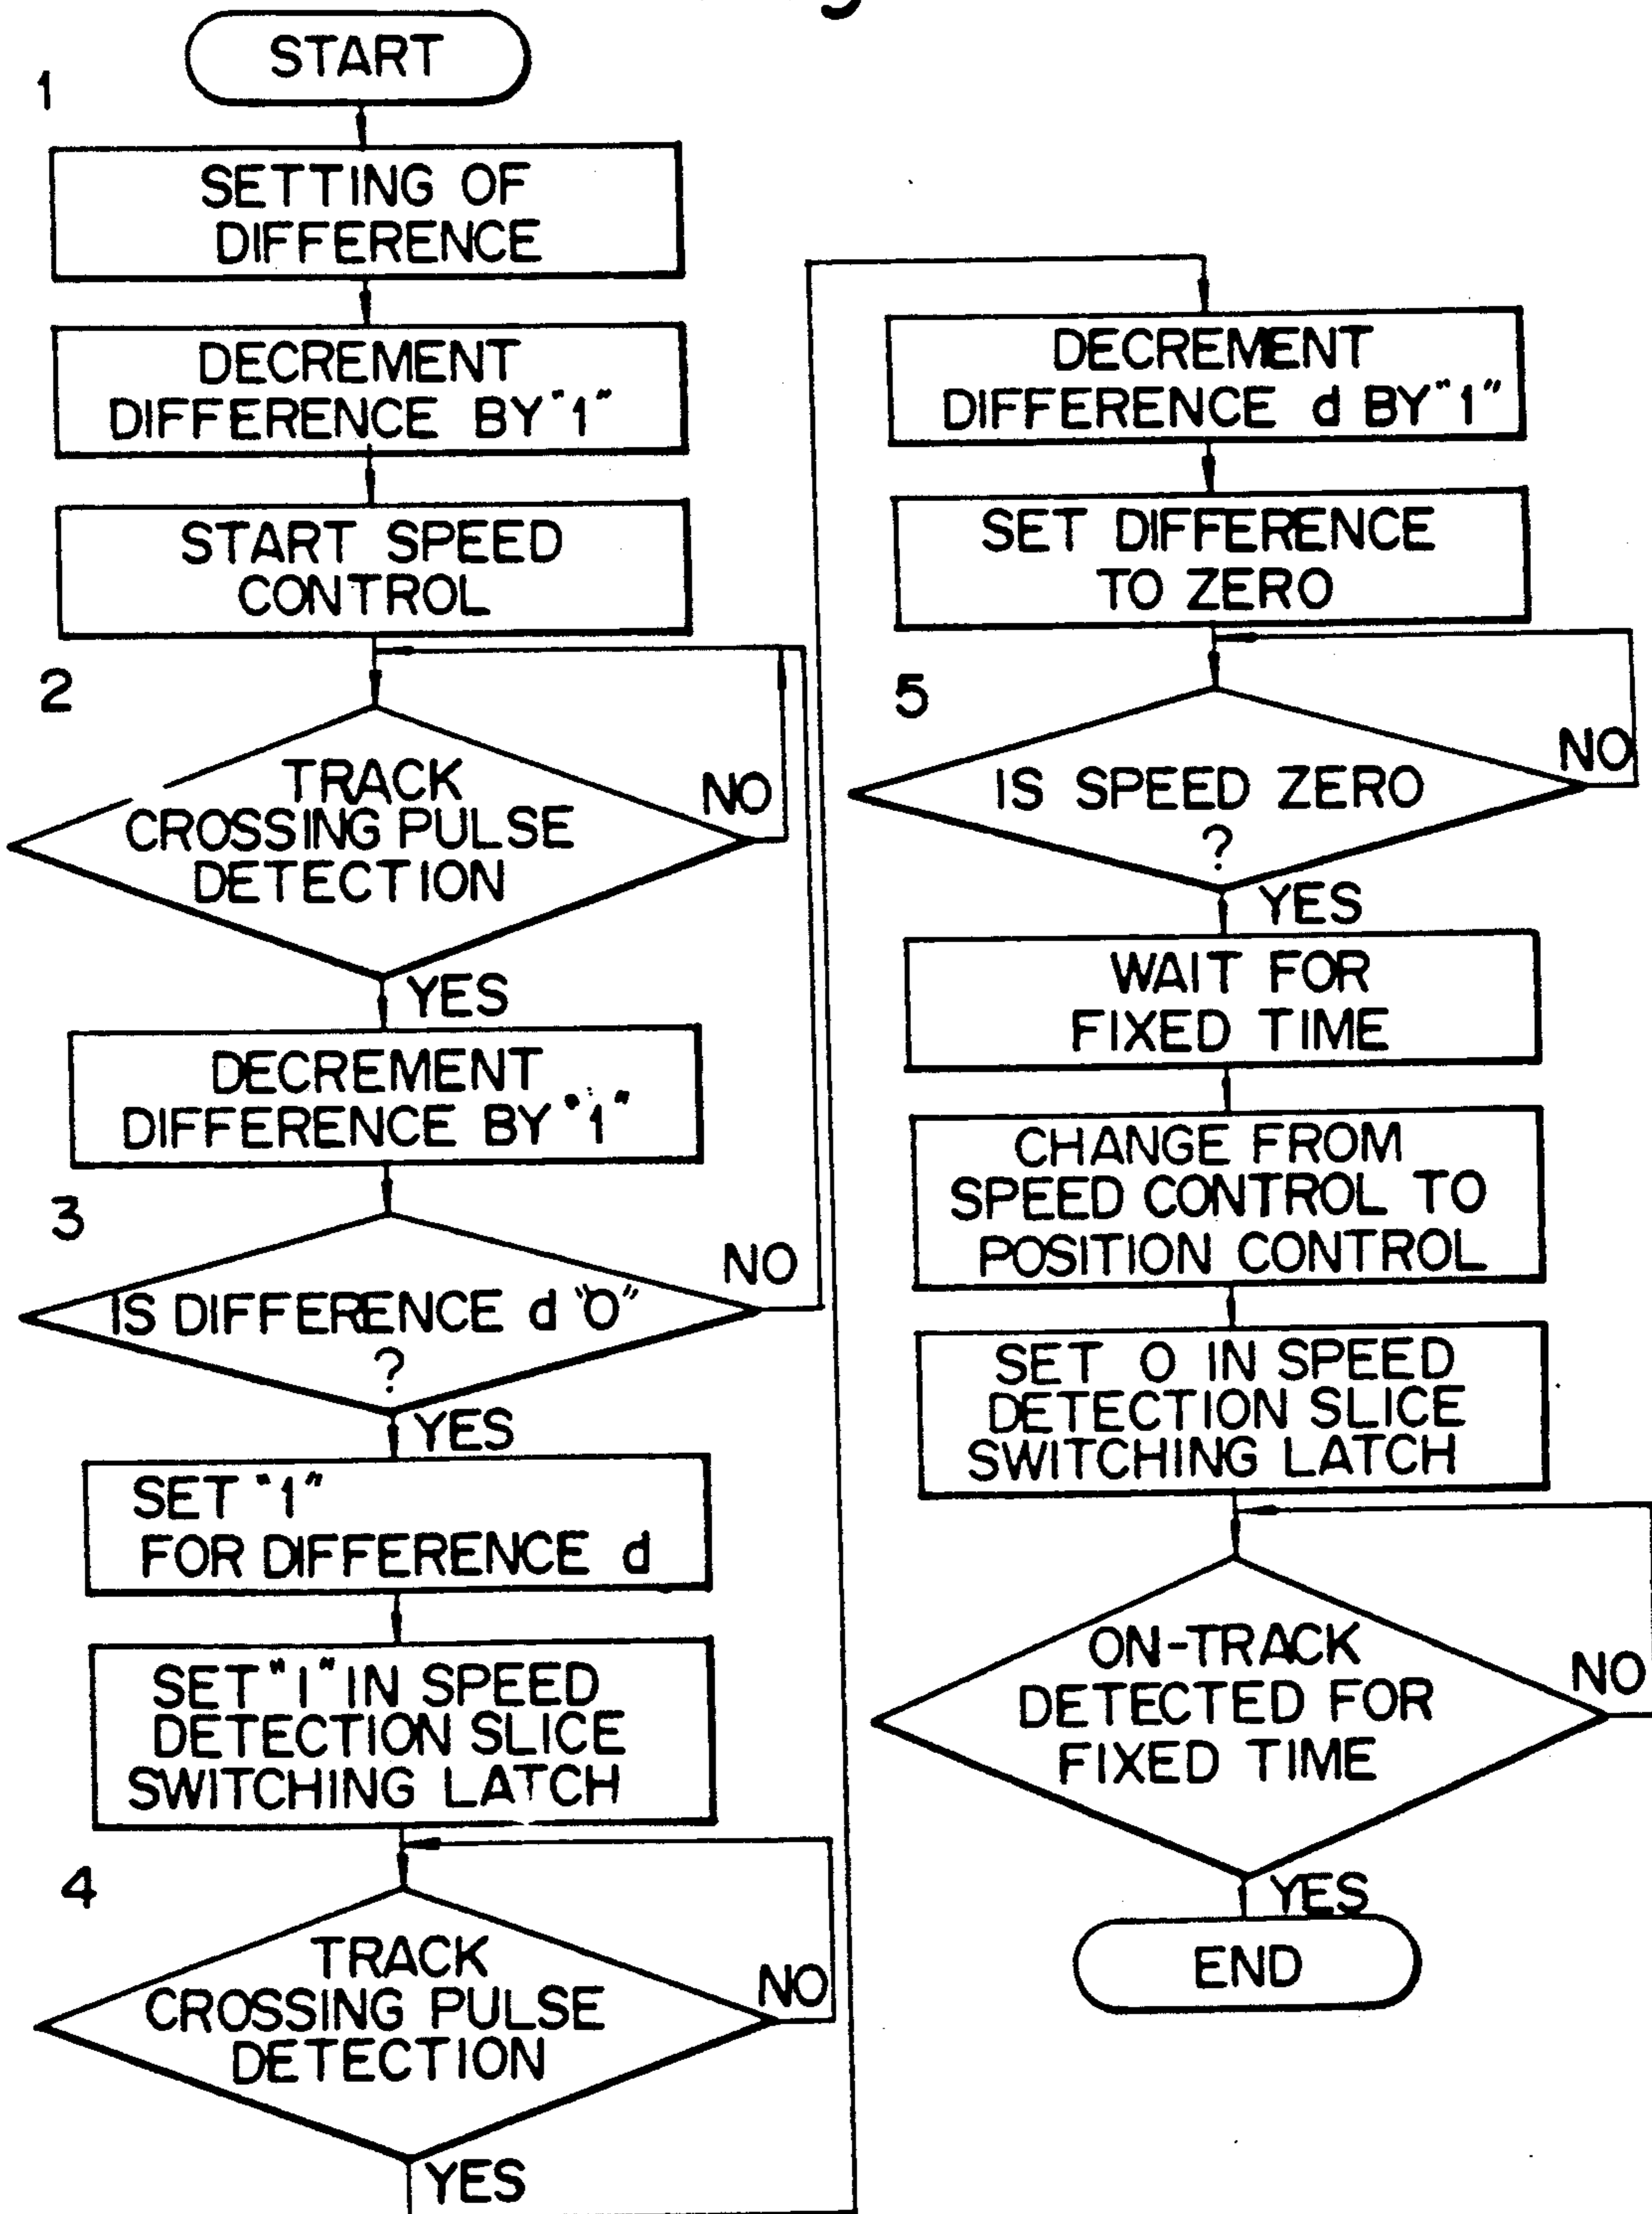 START
1
SETTING OF
DIFFERENCE
DECREMENT
DIFFERENCE BY "1"
START SPEED
CONTROL
2
TRACK
CROSSING PULSE
DETECTION
NO
YES
DECREMENT
DIFFERENCE BY "1"
3
IS DIFFERENCE d "0"
?
NO
YES
SET "1"
FOR DIFFERENCE d
SET "1" IN SPEED
DETECTION SLICE
SWITCHING LATCH
4
TRACK
CROSSING PULSE
DETECTION
NO
YES
DECREMENT
DIFFERENCE d BY "1"
SET DIFFERENCE
TO ZERO
5
IS SPEED ZERO
?
NO
YES
WAIT FOR
FIXED TIME
CHANGE FROM
SPEED CONTROL TO
POSITION CONTROL
SET 0 IN SPEED
DETECTION SLICE
SWITCHING LATCH
ON-TRACK
DETECTED FOR
FIXED TIME
NO
YES
END